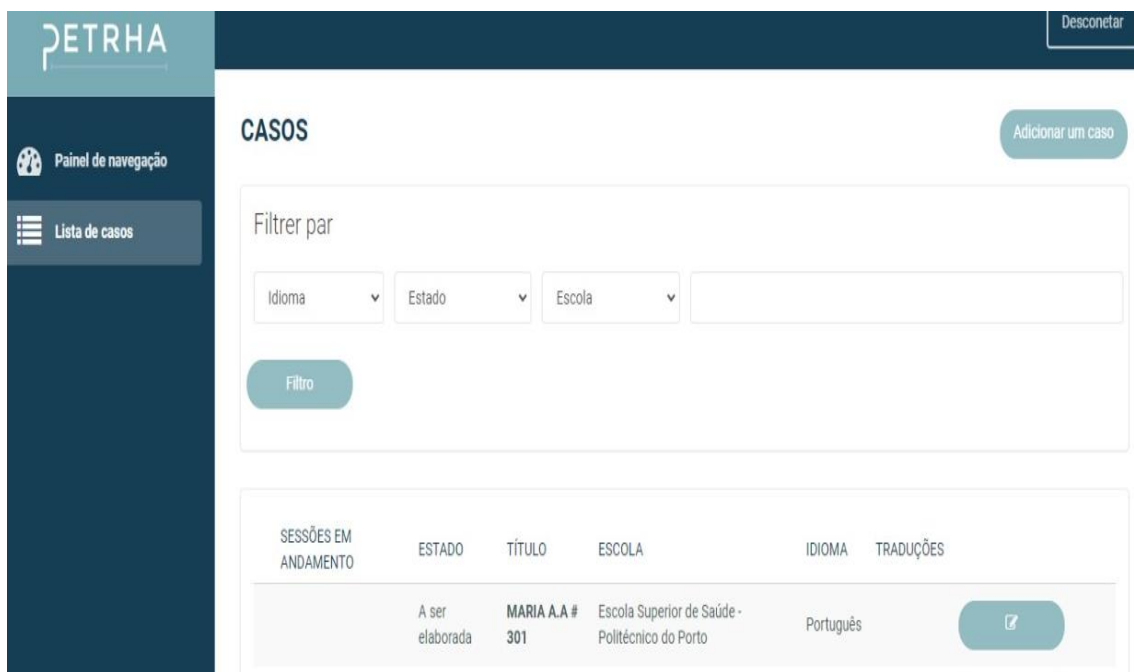 PETRHA
Desconetar
Painel de navegação
Lista de casos
CASOS
Adicionar um caso
Filtrer par
Idioma
Estado
Escola
Filtro
SESSÕES EM
ANDAMENTO
ESTADO
TÍTULO
ESCOLA
IDIOMA
TRADUÇÕES
A ser
elaborada
MARIA A.A #
301
Escola Superior de Saúde -
Politécnico do Porto
Português